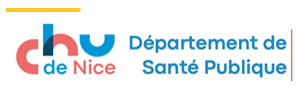 chu
de Nice
Département de
Santé Publique